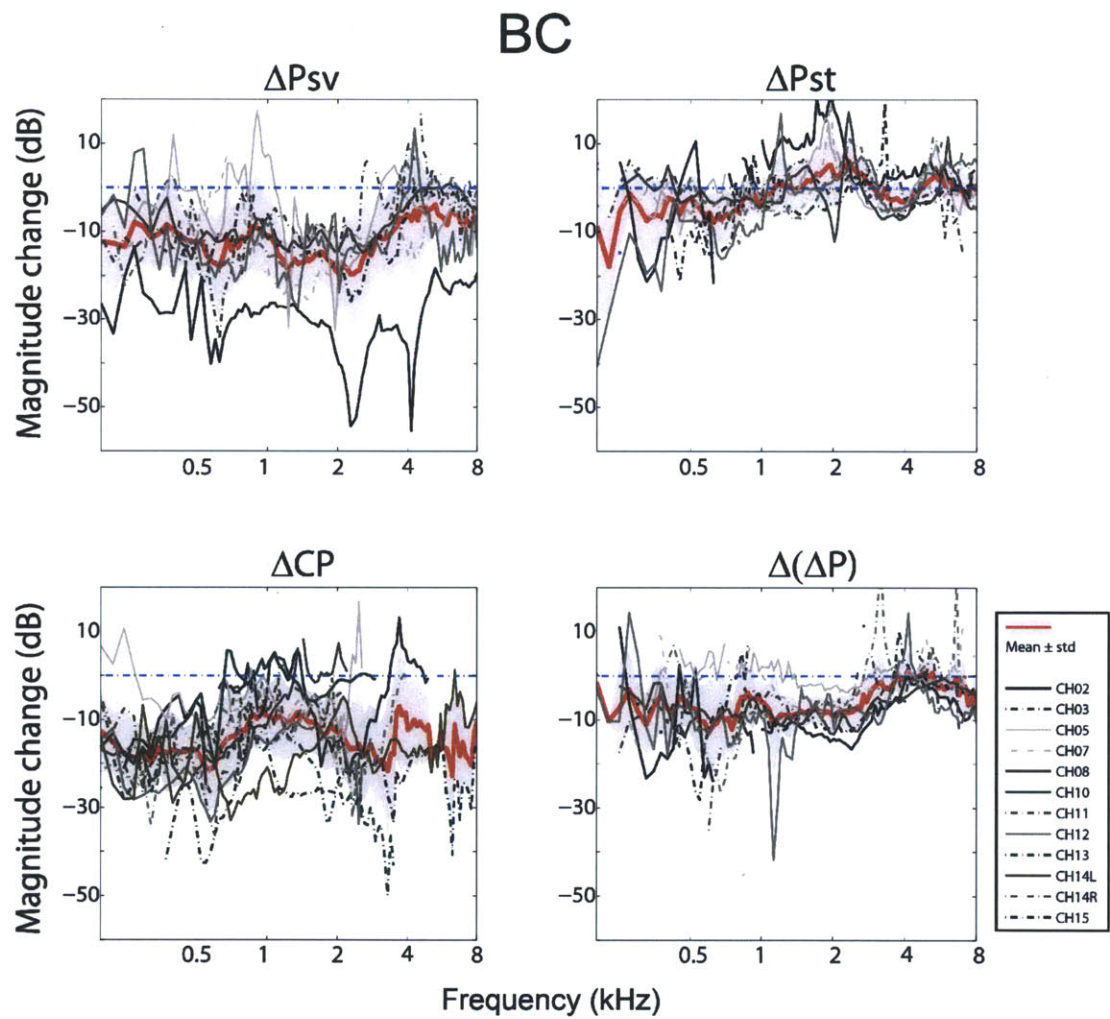 BC
ΔPsv
ΔPst
Magnitude change (dB)
10
−10
−30
−50
0.5 1 2 4 8
10
−10
−30
−50
0.5 1 2 4 8
ΔCP
Δ(ΔP)
Magnitude change (dB)
10
−10
−30
−50
0.5 1 2 4 8
10
−10
−30
−50
0.5 1 2 4 8
Mean ± std
CH02
CH03
CH05
CH07
CH08
CH10
CH11
CH12
CH13
CH14L
CH14R
CH15
Frequency (kHz)